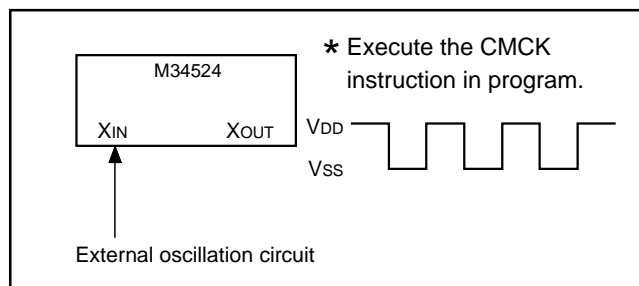 M34524
XIN XOUT
* Execute the CMCK
instruction in program.
VDD
VSS
External oscillation circuit